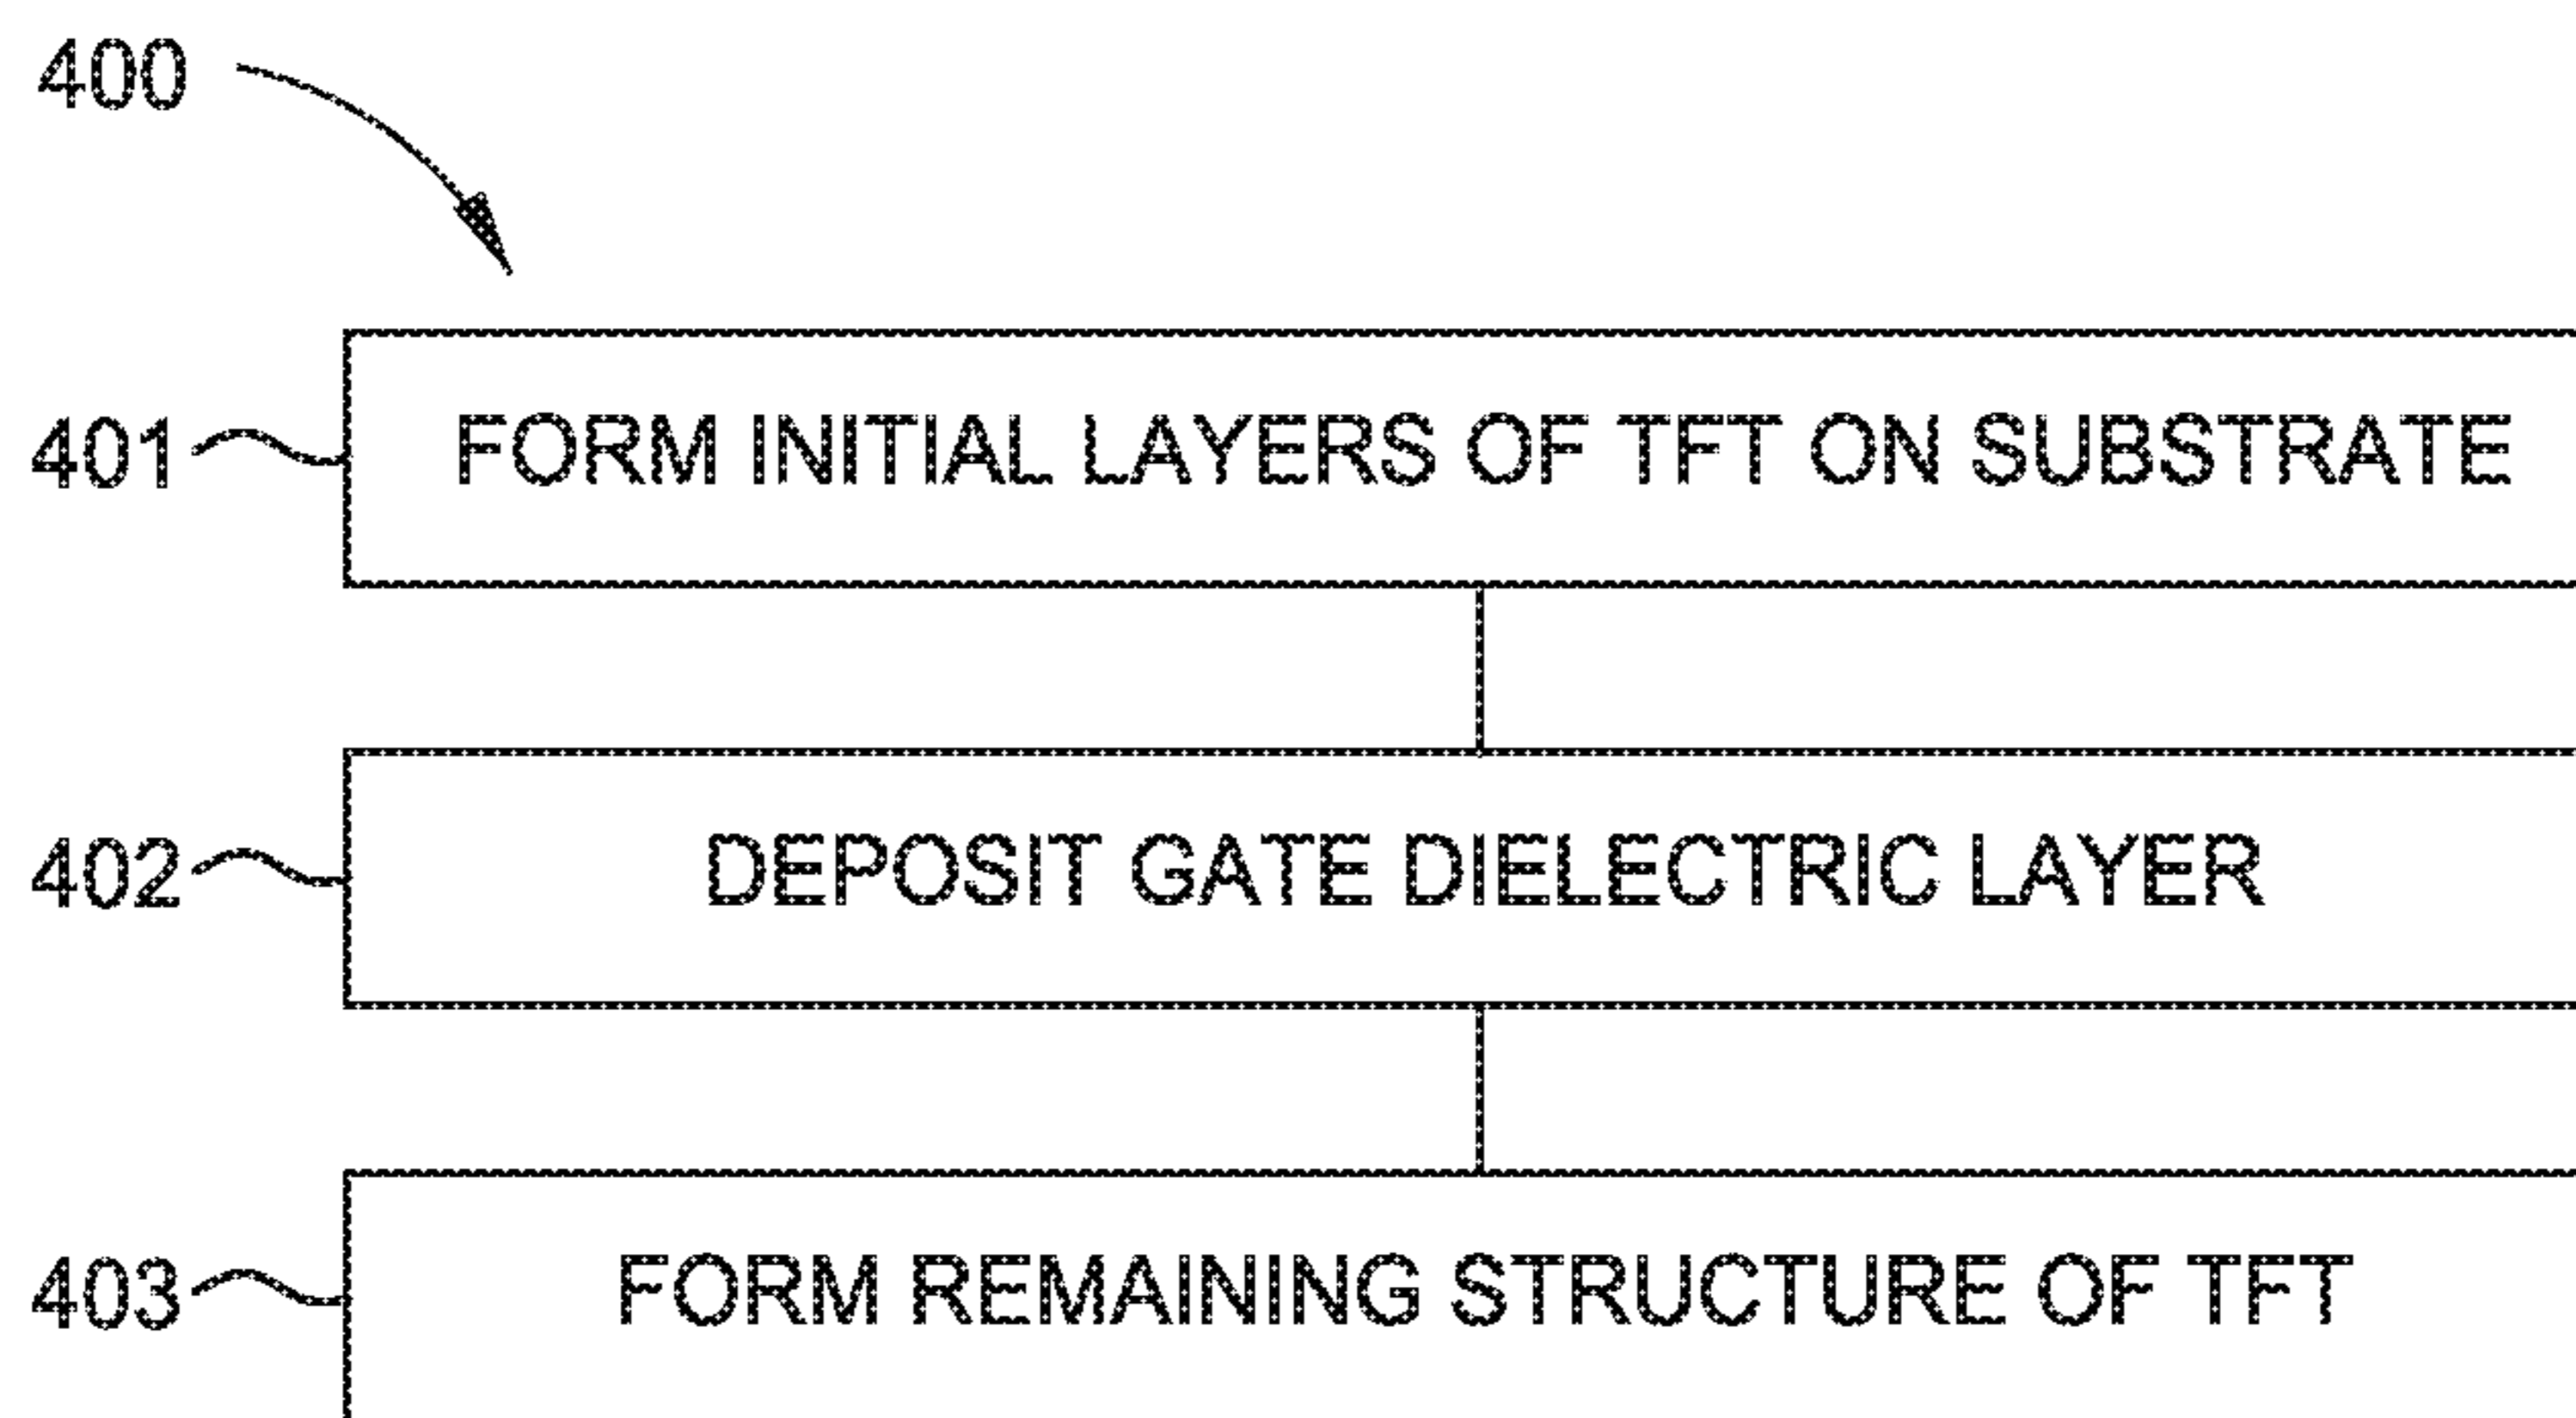 400
401 FORM INITIAL LAYERS OF TFT ON SUBSTRATE
402 DEPOSIT GATE DIELECTRIC LAYER
403 FORM REMAINING STRUCTURE OF TFT